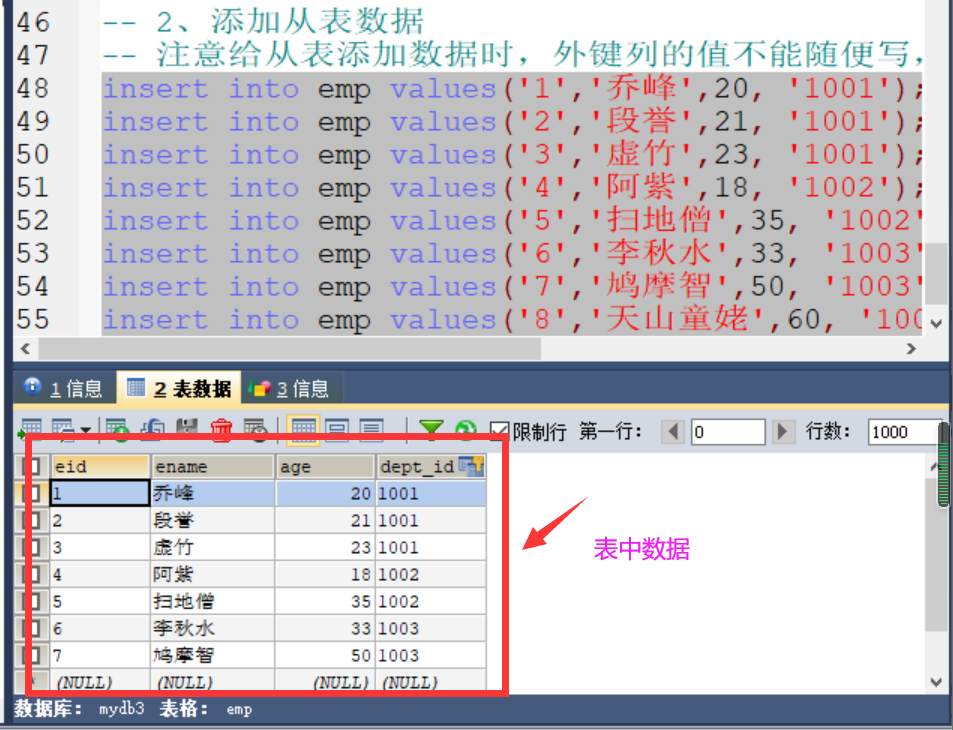 46 -- 2、添加从表数据
47 -- 注意给从表添加数据时，外键列的值不能随便写，
48 insert into emp values('1','乔峰',20, '1001');
49 insert into emp values('2','段誉',21, '1001');
50 insert into emp values('3','虚竹',23, '1001');
51 insert into emp values('4','阿紫',18, '1002');
52 insert into emp values('5','扫地僧',35, '1002'
53 insert into emp values('6','李秋水',33, '1003'
54 insert into emp values('7','鸠摩智',50, '1003'
55 insert into emp values('8','天山童姥',60, '100
1 信息 2 表数据 3 信息
限制行 第一行： 0 行数： 1000
eid ename age dept_id
1 乔峰 20 1001
2 段誉 21 1001
3 虚竹 23 1001
4 阿紫 18 1002
5 扫地僧 35 1002
6 李秋水 33 1003
7 鸠摩智 50 1003
* (NULL) (NULL) (NULL) (NULL)
表中数据
数据库： mydb3 表格： emp